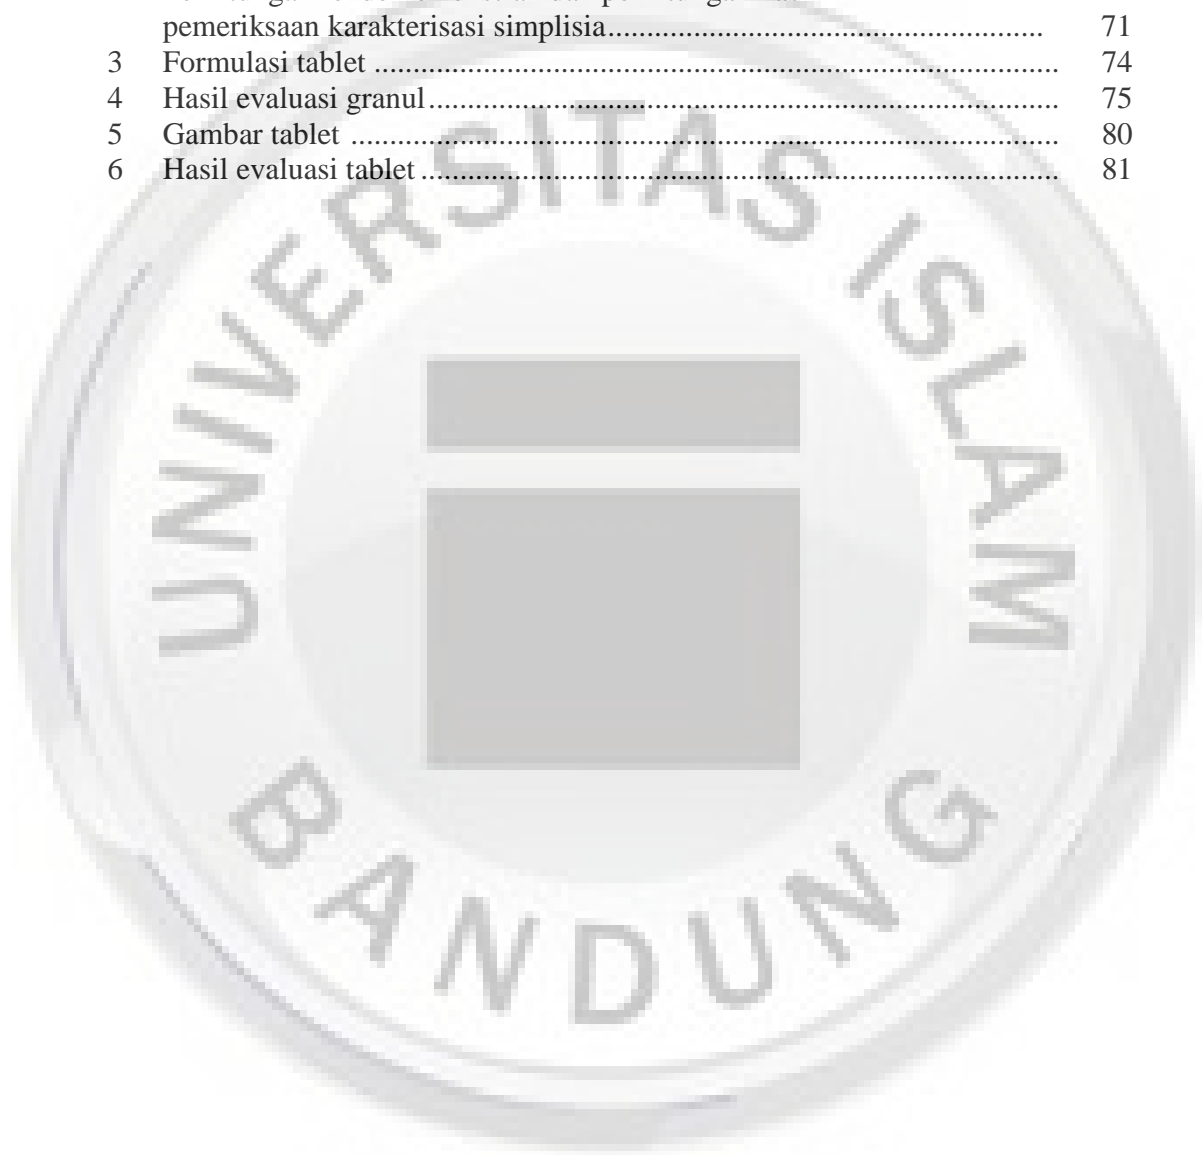 pemeriksaan karakterisasi simplisia.................................................... 71
3 Formulasi tablet .................................................................................... 74
4 Hasil evaluasi granul............................................................................. 75
5 Gambar tablet ....................................................................................... 80
6 Hasil evaluasi tablet .............................................................................. 81
UNIVERSITAS ISLAM
BANDUNG